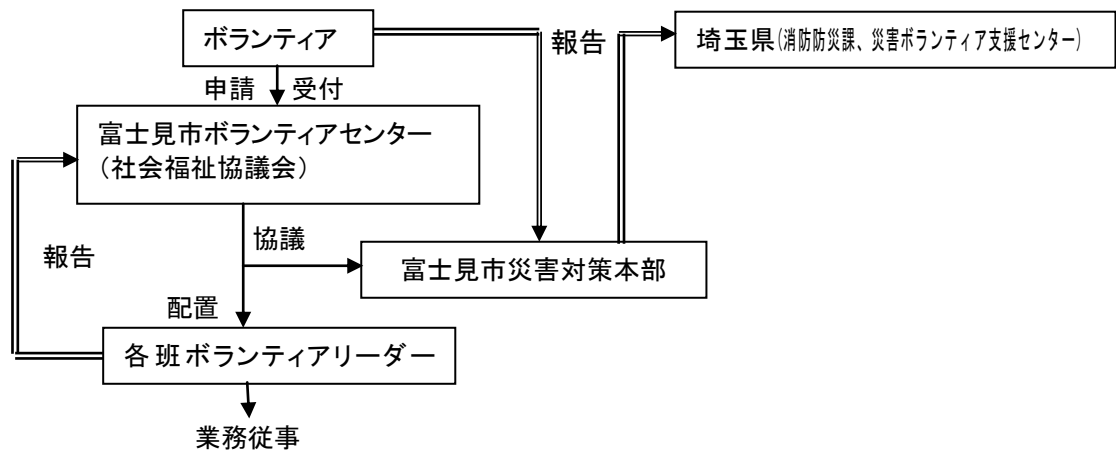 ボランティア
報告
埼玉県(消防防災課、災害ボランティア支援センター)
申請 受付
富士見市ボランティアセンター
(社会福祉協議会)
協議
報告
富士見市災害対策本部
配置
各班ボランティアリーダー
業務従事